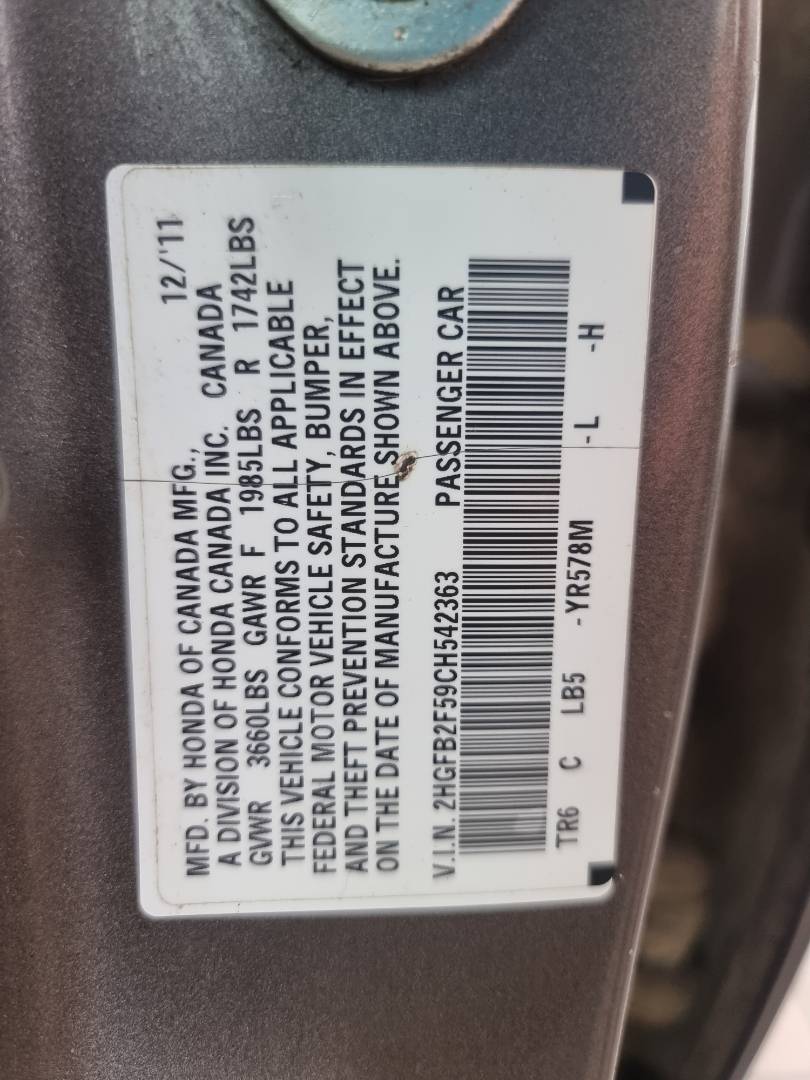 MFD. BY HONDA OF CANADA MFG., 12/'11
A DIVISION OF HONDA CANADA INC. CANADA
GVWR 3660LBS GAWR F 1985LBS R 1742LBS
THIS VEHICLE CONFORMS TO ALL APPLICABLE
FEDERAL MOTOR VEHICLE SAFETY, BUMPER,
AND THEFT PREVENTION STANDARDS IN EFFECT
ON THE DATE OF MANUFACTURE SHOWN ABOVE.
V.I.N. 2HGFB2F59CH542363 PASSENGER CAR
TR6 C LB5 -YR578M -L -H